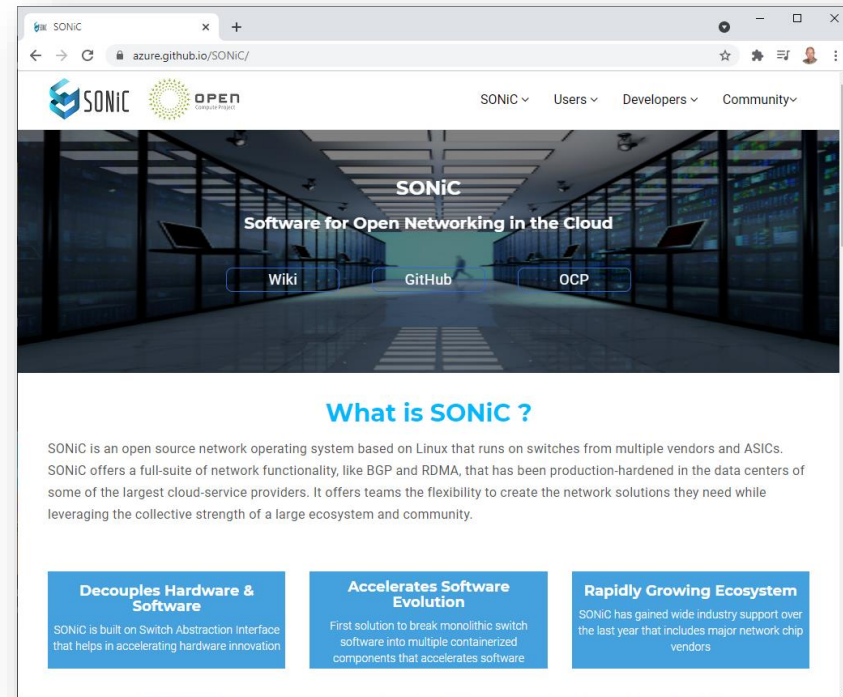 SONiC
azure.github.io/SONiC/
SONiC
OPEN
Compute Project
SONiC
Users
Developers
Community
SONiC
Software for Open Networking in the Cloud
Wiki
GitHub
OCP
What is SONiC ?
SONiC is an open source network operating system based on Linux that runs on switches from multiple vendors and ASICs.
SONiC offers a full-suite of network functionality, like BGP and RDMA, that has been production-hardened in the data centers of
some of the largest cloud-service providers. It offers teams the flexibility to create the network solutions they need while
leveraging the collective strength of a large ecosystem and community.
Decouples Hardware &
Software
SONiC is built on Switch Abstraction Interface
that helps in accelerating hardware innovation
Accelerates Software
Evolution
First solution to break monolithic switch
software into multiple containerized
components that accelerates software
Rapidly Growing Ecosystem
SONiC has gained wide industry support over
the last year that includes major network chip
vendors